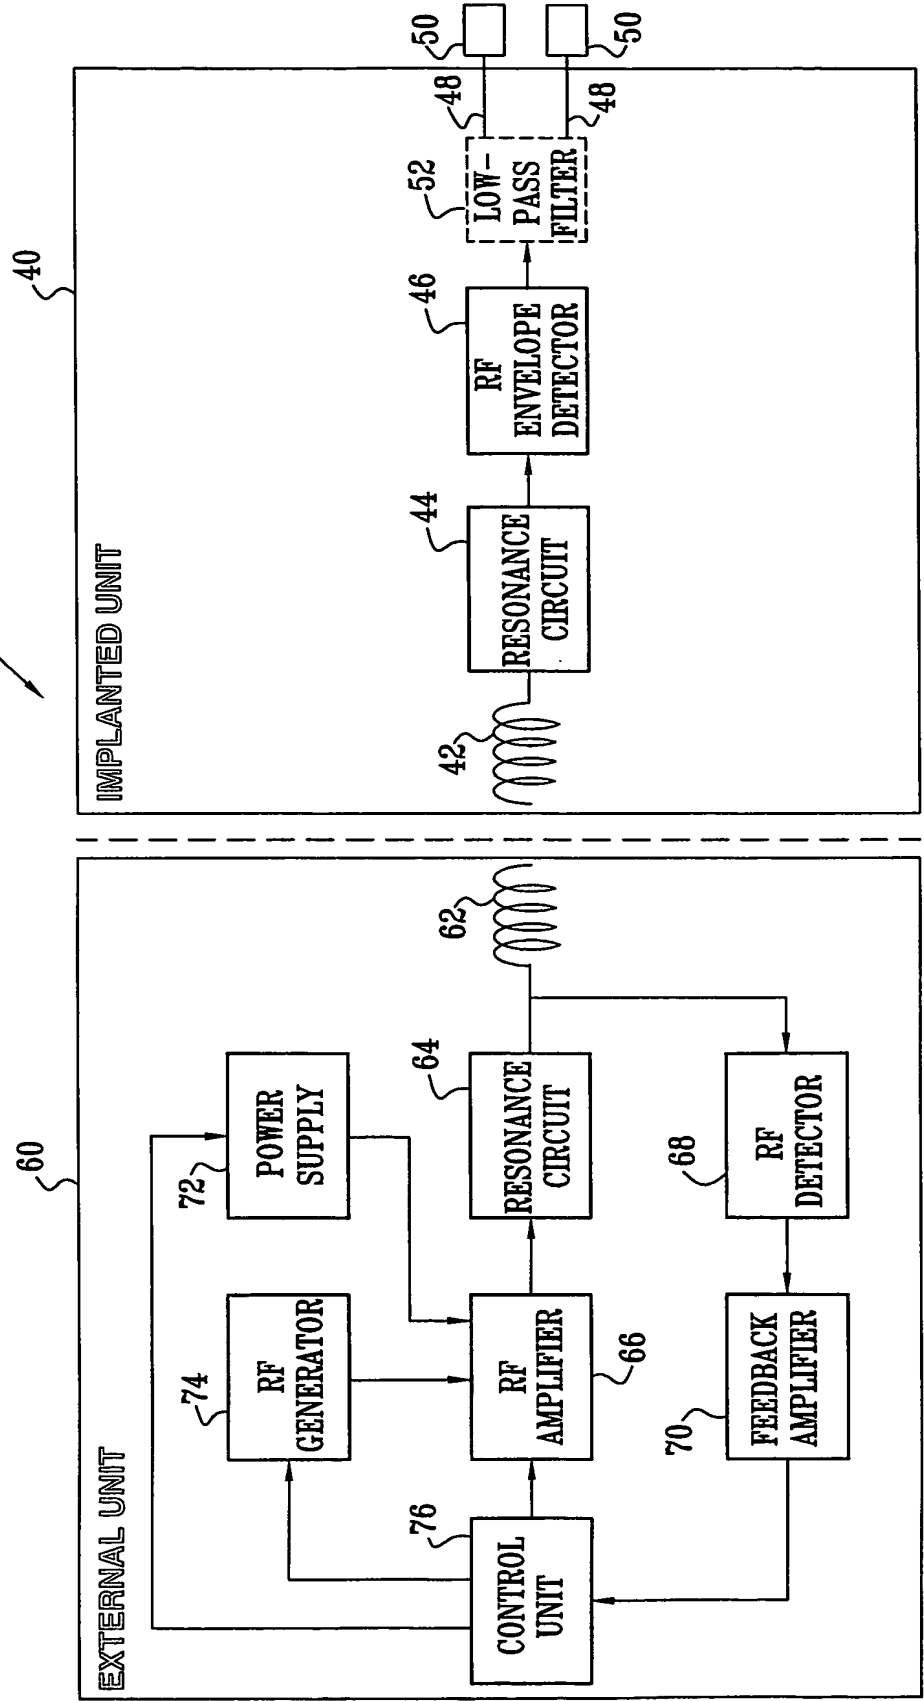 60
EXTERNAL UNIT
74
RF
GENERATOR
72
POWER
SUPPLY
76
CONTROL
UNIT
RF
AMPLIFIER
66
64
RESONANCE
CIRCUIT
62
70
FEEDBACK
AMPLIFIER
68
RF
DETECTOR
40
IMPLANTED UNIT
42
44
RESONANCE
CIRCUIT
46
RF
ENVELOPE
DETECTOR
52
LOW-
PASS
FILTER
48
48
50
50